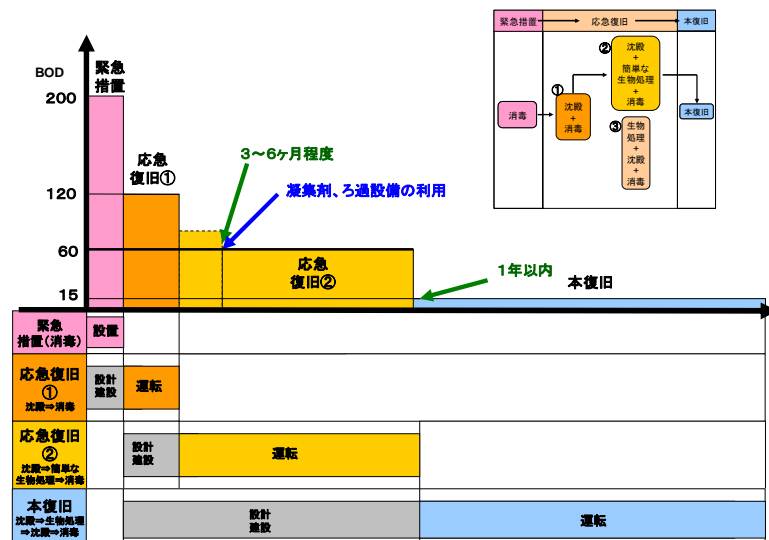 BOD
200
120
60
15
緊急
措置
応急
復旧①
3～6ヶ月程度
凝集剤、ろ過設備の利用
応急
復旧②
1年以内
本復旧
緊急措置
応急復旧
本復旧
消毒
①
沈殿
+
消毒
②
沈殿
+
簡単な
生物処理
+
消毒
③
生物
処理
+
沈殿
+
消毒
本復旧
緊急
措置(消毒)
設置
応急復旧
①
沈殿⇒消毒
設計
建設
運転
応急復旧
②
沈殿⇒簡単な
生物処理⇒消毒
設計
建設
運転
本復旧
沈殿⇒生物処理
⇒沈殿⇒消毒
設計
建設
運転